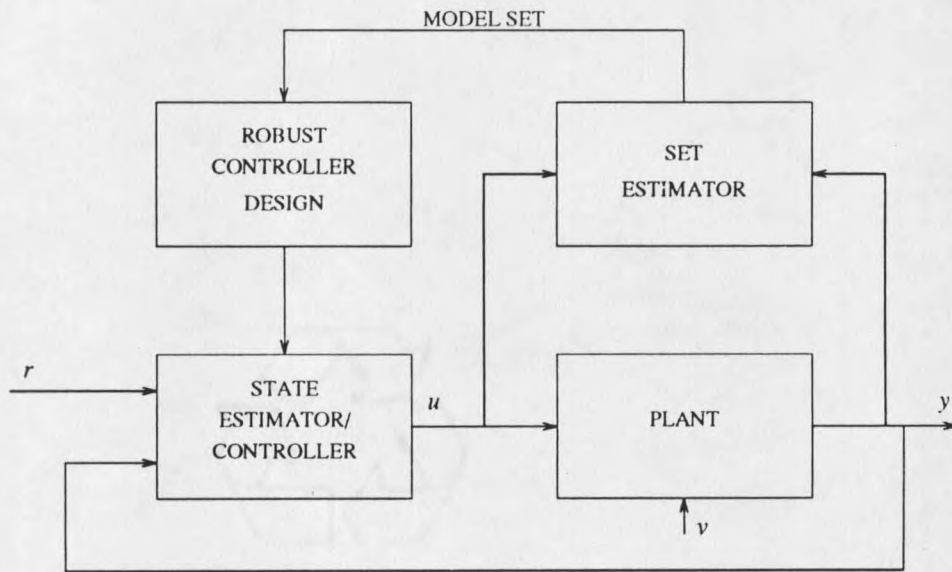 MODEL SET
ROBUST
CONTROLLER
DESIGN
SET
ESTIMATOR
r
STATE
ESTIMATOR/
CONTROLLER
u
PLANT
y
v